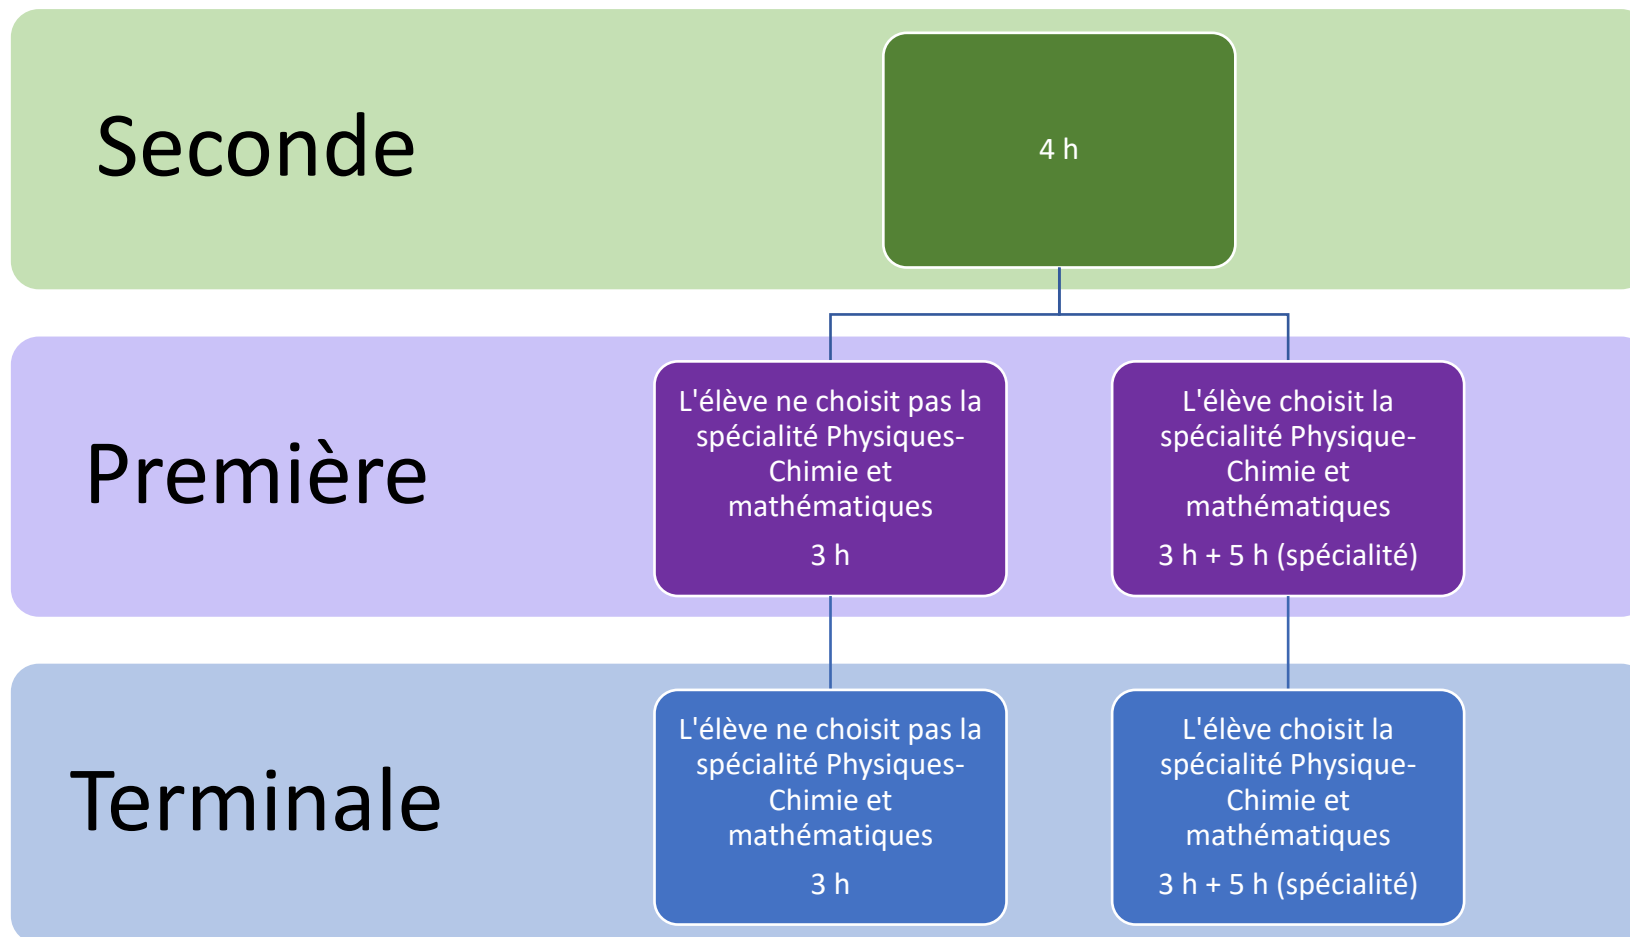 Seconde
4 h
Première
L'élève ne choisit pas la
spécialité Physiques-
Chimie et
mathématiques
3 h
L'élève choisit la
spécialité Physique-
Chimie et
mathématiques
3 h + 5 h (spécialité)
Terminale
L'élève ne choisit pas la
spécialité Physiques-
Chimie et
mathématiques
3 h
L'élève choisit la
spécialité Physique-
Chimie et
mathématiques
3 h + 5 h (spécialité)